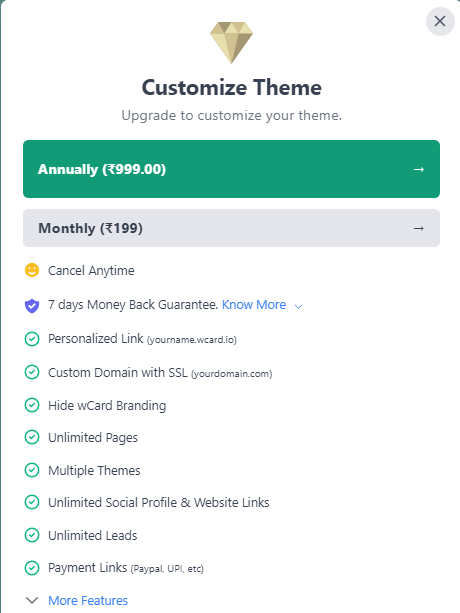 Customize Theme
Upgrade to customize your theme.
Annually (₹999.00) →
Monthly (₹199) →
Cancel Anytime
7 days Money Back Guarantee. Know More
Personalized Link (yourname.wcard.io)
Custom Domain with SSL (yourdomain.com)
Hide wCard Branding
Unlimited Pages
Multiple Themes
Unlimited Social Profile & Website Links
Unlimited Leads
Payment Links (Paypal, UPI, etc)
More Features